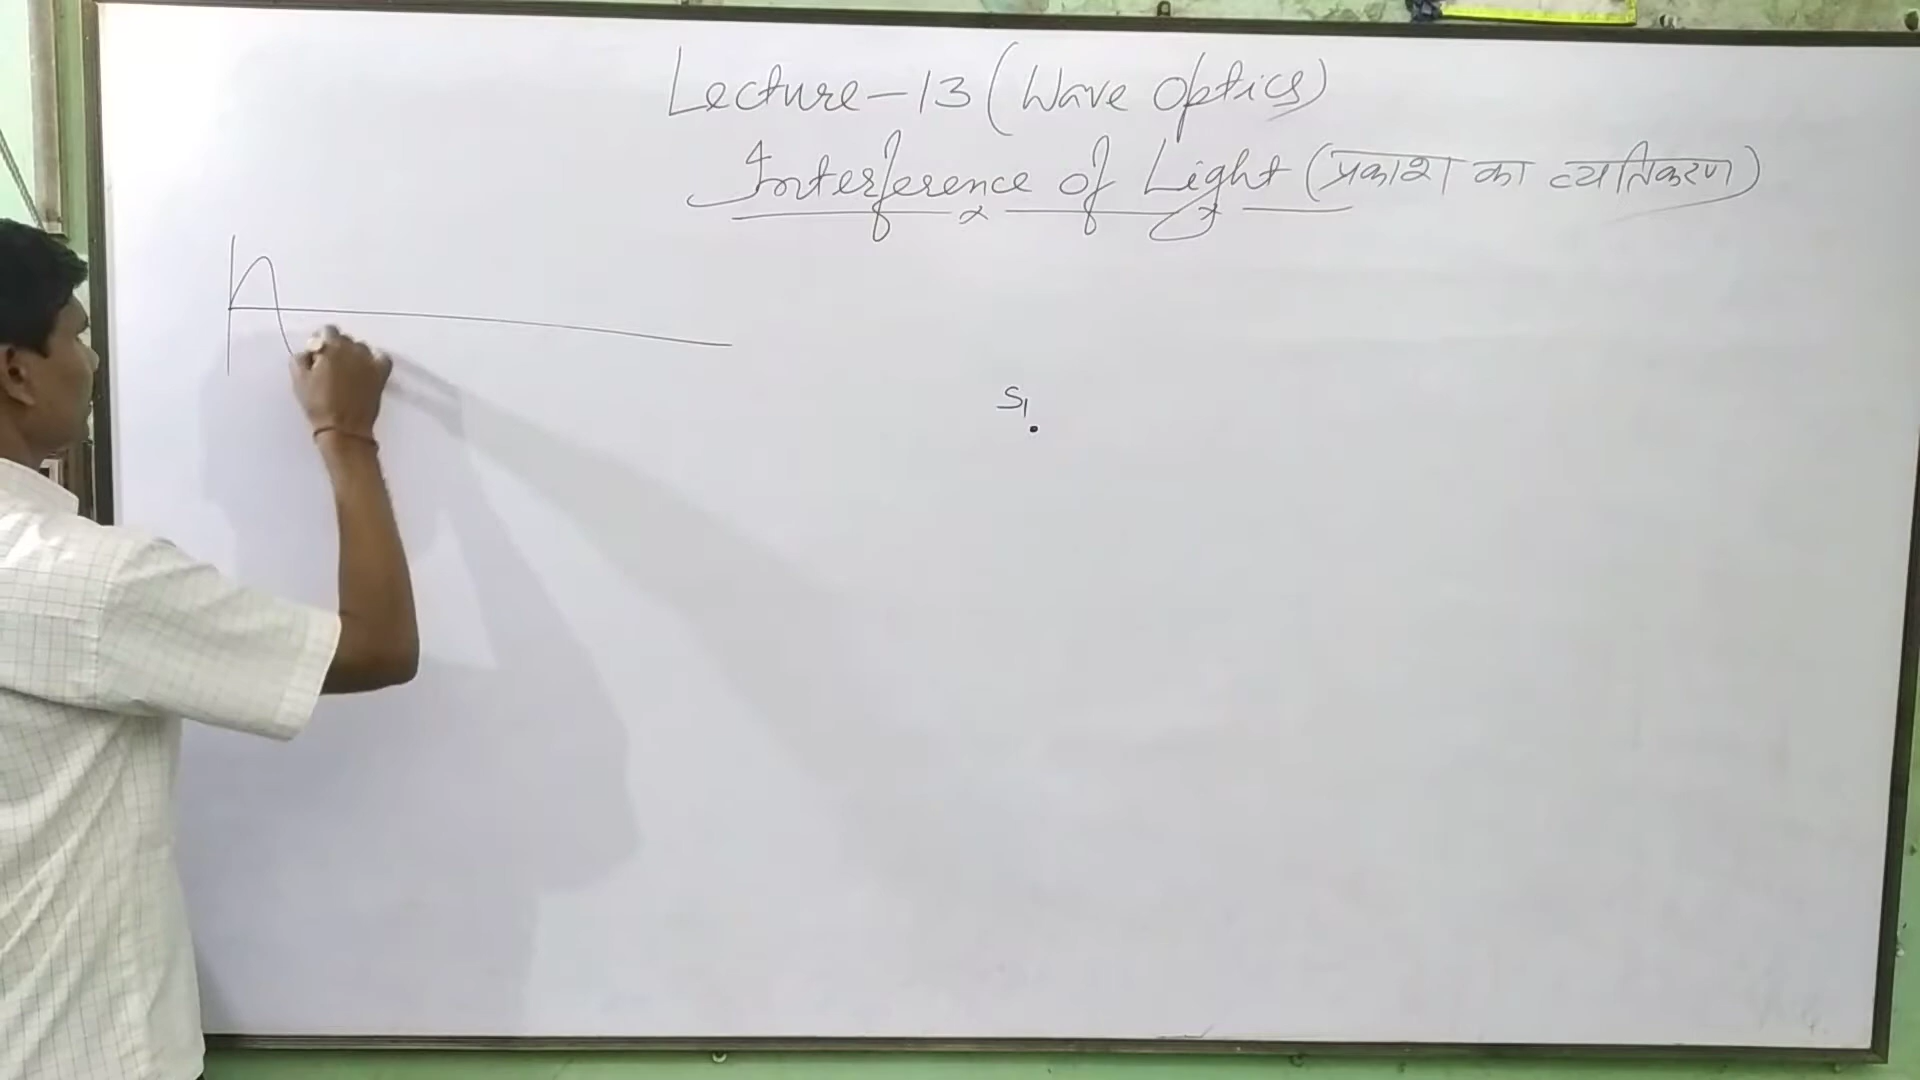 Lecture-13 (Wave Optics)
Interference of Light (प्रकाश का व्यतिकरण)
S1